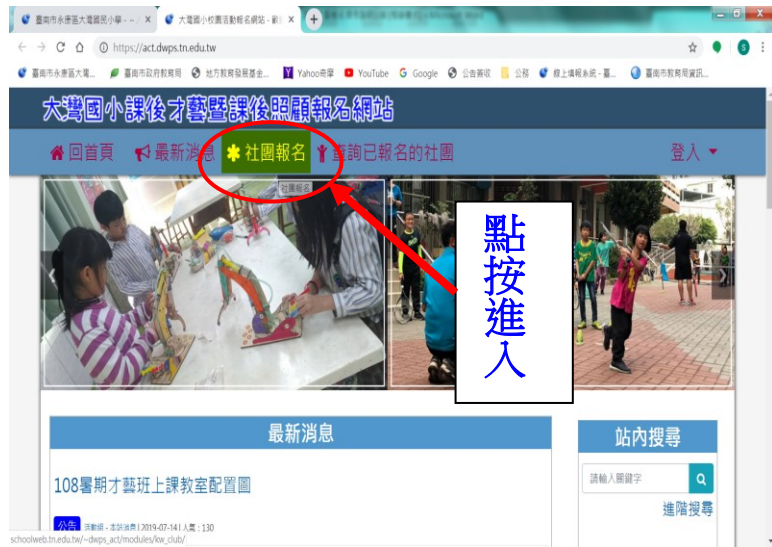 臺南市永康區大灣國民小學 - -
大灣國小校園活動報名網站 - 最
https://act.dwps.tn.edu.tw
S
臺南市永康區大灣...
臺南市政府教育局
地方教育發展基金...
Yahoo奇摩
YouTube
Google
公告簽收
公務
線上填報系統 - 臺...
臺南市教育局資訊...
大灣國小課後才藝暨課後照顧報名網站
回首頁
最新消息
社團報名
查詢已報名的社團
登入
社團報名
點按進入
最新消息
站內搜尋
108暑期才藝班上課教室配置圖
請輸入關鍵字
進階搜尋
公告 活動組 - 本站消息 | 2019-07-14 | 人氣 : 130
schoolweb.tn.edu.tw/~dwps_act/modules/kw_club/